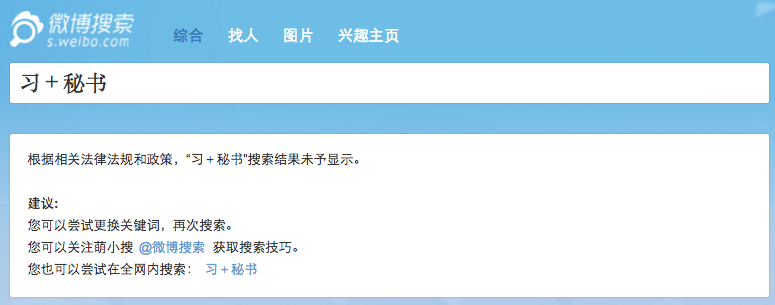 微博搜索
s.weibo.com
综合 找人 图片 兴趣主页
习＋秘书
根据相关法律法规和政策，“习＋秘书”搜索结果未予显示。
建议：
您可以尝试更换关键词，再次搜索。
您可以关注萌小搜 @微博搜索 获取搜索技巧。
您也可以尝试在全网内搜索： 习＋秘书